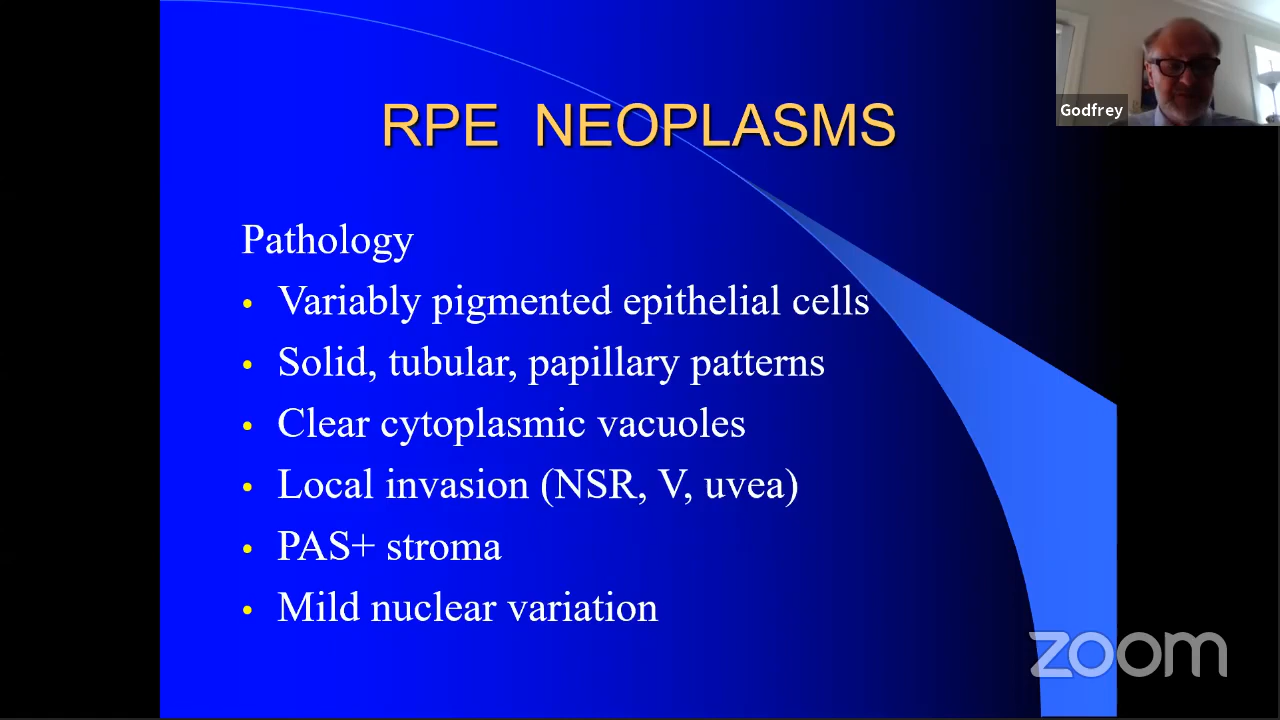 RPE NEOPLASMS
Godfrey
Pathology
• Variably pigmented epithelial cells
• Solid, tubular, papillary patterns
• Clear cytoplasmic vacuoles
• Local invasion (NSR, V, uvea)
• PAS+ stroma
• Mild nuclear variation
zoom